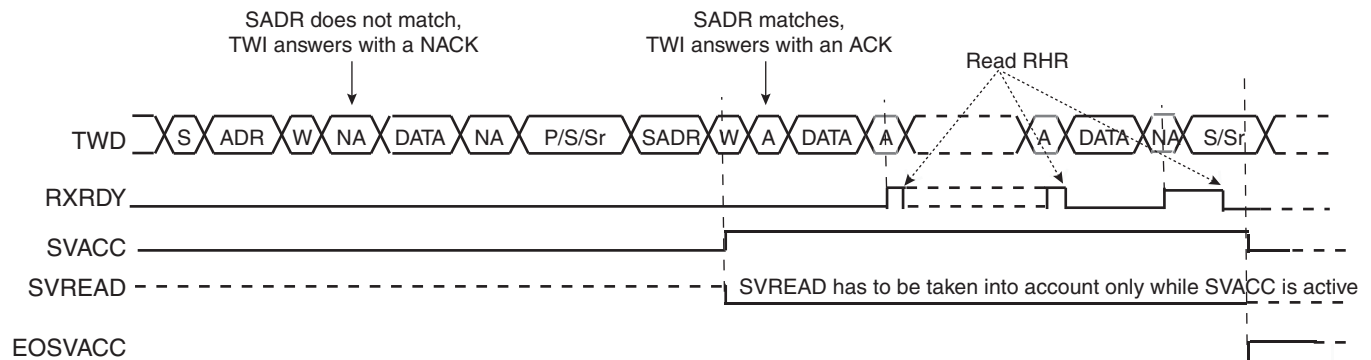 SADR does not match,
TWI answers with a NACK
SADR matches,
TWI answers with an ACK
Read RHR
TWD S ADR W NA DATA NA P/S/Sr SADR W A DATA A A DATA NA S/Sr
RXRDY
SVACC
SVREAD SVREAD has to be taken into account only while SVACC is active
EOSVACC